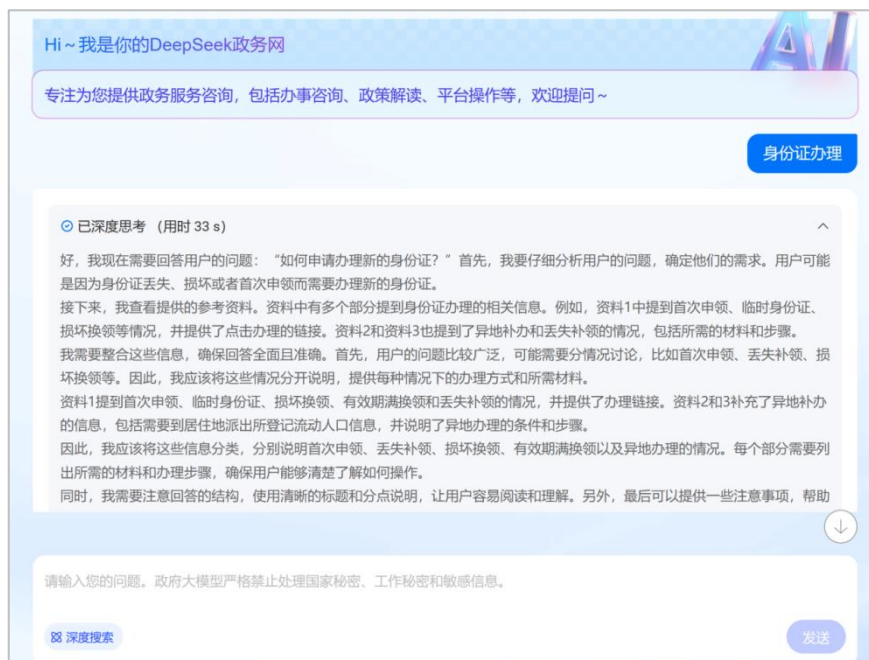 Hi~我是你的DeepSeek政务网
专注为您提供政务服务咨询，包括办事咨询、政策解读、平台操作等，欢迎提问~
身份证办理
已深度思考 （用时 33 s）
好，我现在需要回答用户的问题：“如何申请办理新的身份证？”首先，我要仔细分析用户的问题，确定他们的需求。用户可能
是因为身份证丢失、损坏或者首次申领而需要办理新的身份证。
接下来，我查看提供的参考资料。资料中有多个部分提到身份证办理的相关信息。例如，资料1中提到首次申领、临时身份证、
损坏换领等情况，并提供了点击办理的链接。资料2和资料3也提到了异地补办和丢失补领的情况，包括所需的材料和步骤。
我需要整合这些信息，确保回答全面且准确。首先，用户的问题比较广泛，可能需要分情况讨论，比如首次申领、丢失补领、损
坏换领等。因此，我应该将这些情况分开说明，提供每种情况下的办理方式和所需材料。
资料1提到首次申领、临时身份证、损坏换领、有效期满换领和丢失补领的情况，并提供了办理链接。资料2和3补充了异地补办
的信息，包括需要到居住地派出所登记流动人口信息，并说明了异地办理的条件和步骤。
因此，我应该将这些信息分类，分别说明首次申领、丢失补领、损坏换领、有效期满换领以及异地办理的情况。每个部分需要列
出所需的材料和办理步骤，确保用户能够清楚了解如何操作。
同时，我需要注意回答的结构，使用清晰的标题和分点说明，让用户容易阅读和理解。另外，最后可以提供一些注意事项，帮助
请输入您的问题。政府大模型严格禁止处理国家秘密、工作秘密和敏感信息。
深度搜索
发送